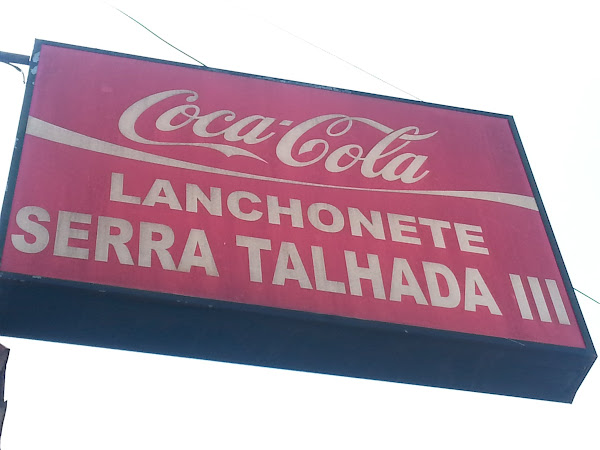 Coca-Cola
LANCHONETE
SERRA TALHADA III